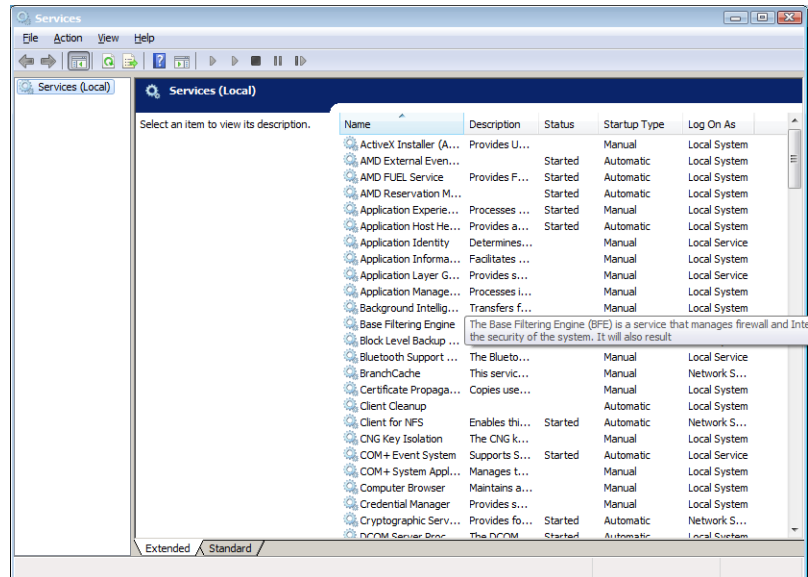 Services
File Action View Help
Services (Local)
Services (Local)
Select an item to view its description.
Name Description Status Startup Type Log On As
ActiveX Installer (A... Provides U... Manual Local System
AMD External Even... Started Automatic Local System
AMD FUEL Service Provides F... Started Automatic Local System
AMD Reservation M... Started Automatic Local System
Application Experie... Processes ... Started Manual Local System
Application Host He... Provides a... Started Automatic Local System
Application Identity Determines... Manual Local Service
Application Informa... Facilitates ... Manual Local System
Application Layer G... Provides s... Manual Local Service
Application Manage... Processes i... Manual Local System
Background Intellig... Transfers f... Manual Local System
Base Filtering Engine The Base Filtering Engine (BFE) is a service that manages firewall and Inte
Block Level Backup ... the security of the system. It will also result
Bluetooth Support ... The Blueto... Manual Local Service
BranchCache This servic... Manual Network S...
Certificate Propaga... Copies use... Manual Local System
Client Cleanup Automatic Local System
Client for NFS Enables thi... Started Automatic Network S...
CNG Key Isolation The CNG k... Manual Local System
COM+ Event System Supports S... Started Automatic Local Service
COM+ System Appl... Manages t... Manual Local System
Computer Browser Maintains a... Manual Local System
Credential Manager Provides s... Manual Local System
Cryptographic Serv... Provides fo... Started Automatic Network S...
DCOM Server Proc... The DCOM... Started Automatic Local System
Extended Standard